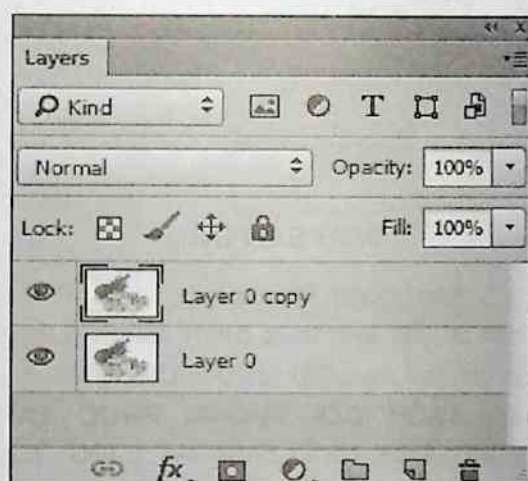 Layers
Kind
Normal Opacity: 100%
Lock: Fill: 100%
Layer 0 copy
Layer 0
fx